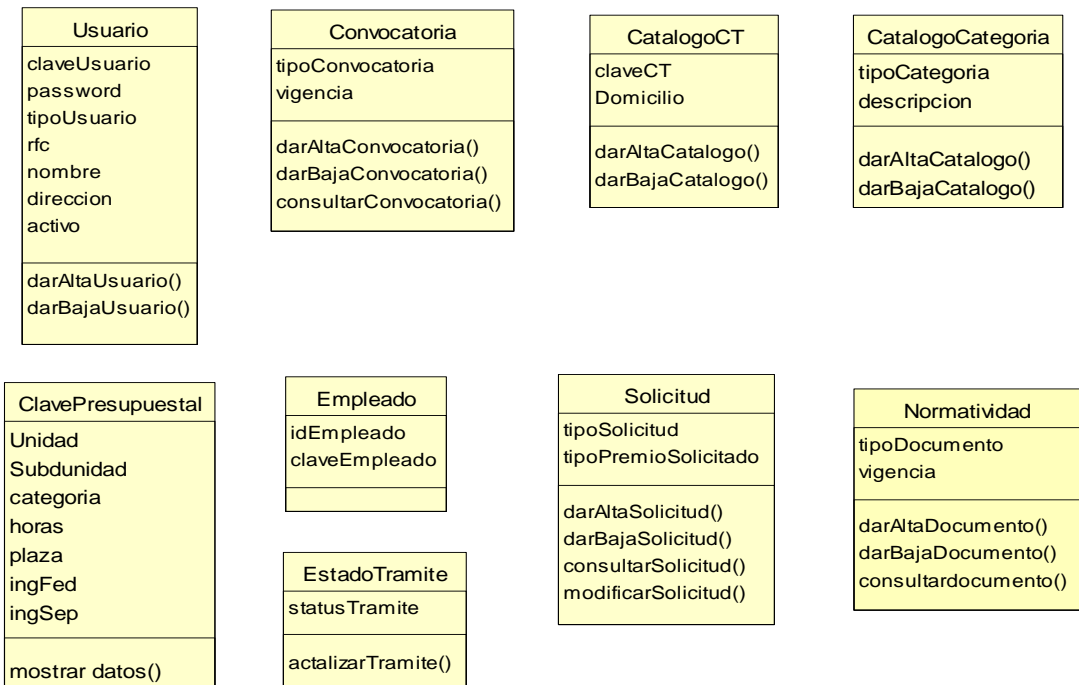 Usuario
claveUsuario
password
tipoUsuario
rfc
nombre
direccion
activo
darAltaUsuario()
darBajaUsuario()
Convocatoria
tipoConvocatoria
vigencia
darAltaConvocatoria()
darBajaConvocatoria()
consultarConvocatoria()
CatalogoCT
claveCT
Domicilio
darAltaCatalogo()
darBajaCatalogo()
CatalogoCategoria
tipoCategoria
descripcion
darAltaCatalogo()
darBajaCatalogo()
ClavePresupuestal
Unidad
Subdunidad
categoria
horas
plaza
ingFed
ingSep
mostrar datos()
Empleado
idEmpleado
claveEmpleado
EstadoTramite
statusTramite
actalizarTramite()
Solicitud
tipoSolicitud
tipoPremioSolicitado
darAltaSolicitud()
darBajaSolicitud()
consultarSolicitud()
modificarSolicitud()
Normatividad
tipoDocumento
vigencia
darAltaDocumento()
darBajaDocumento()
consultardocumento()